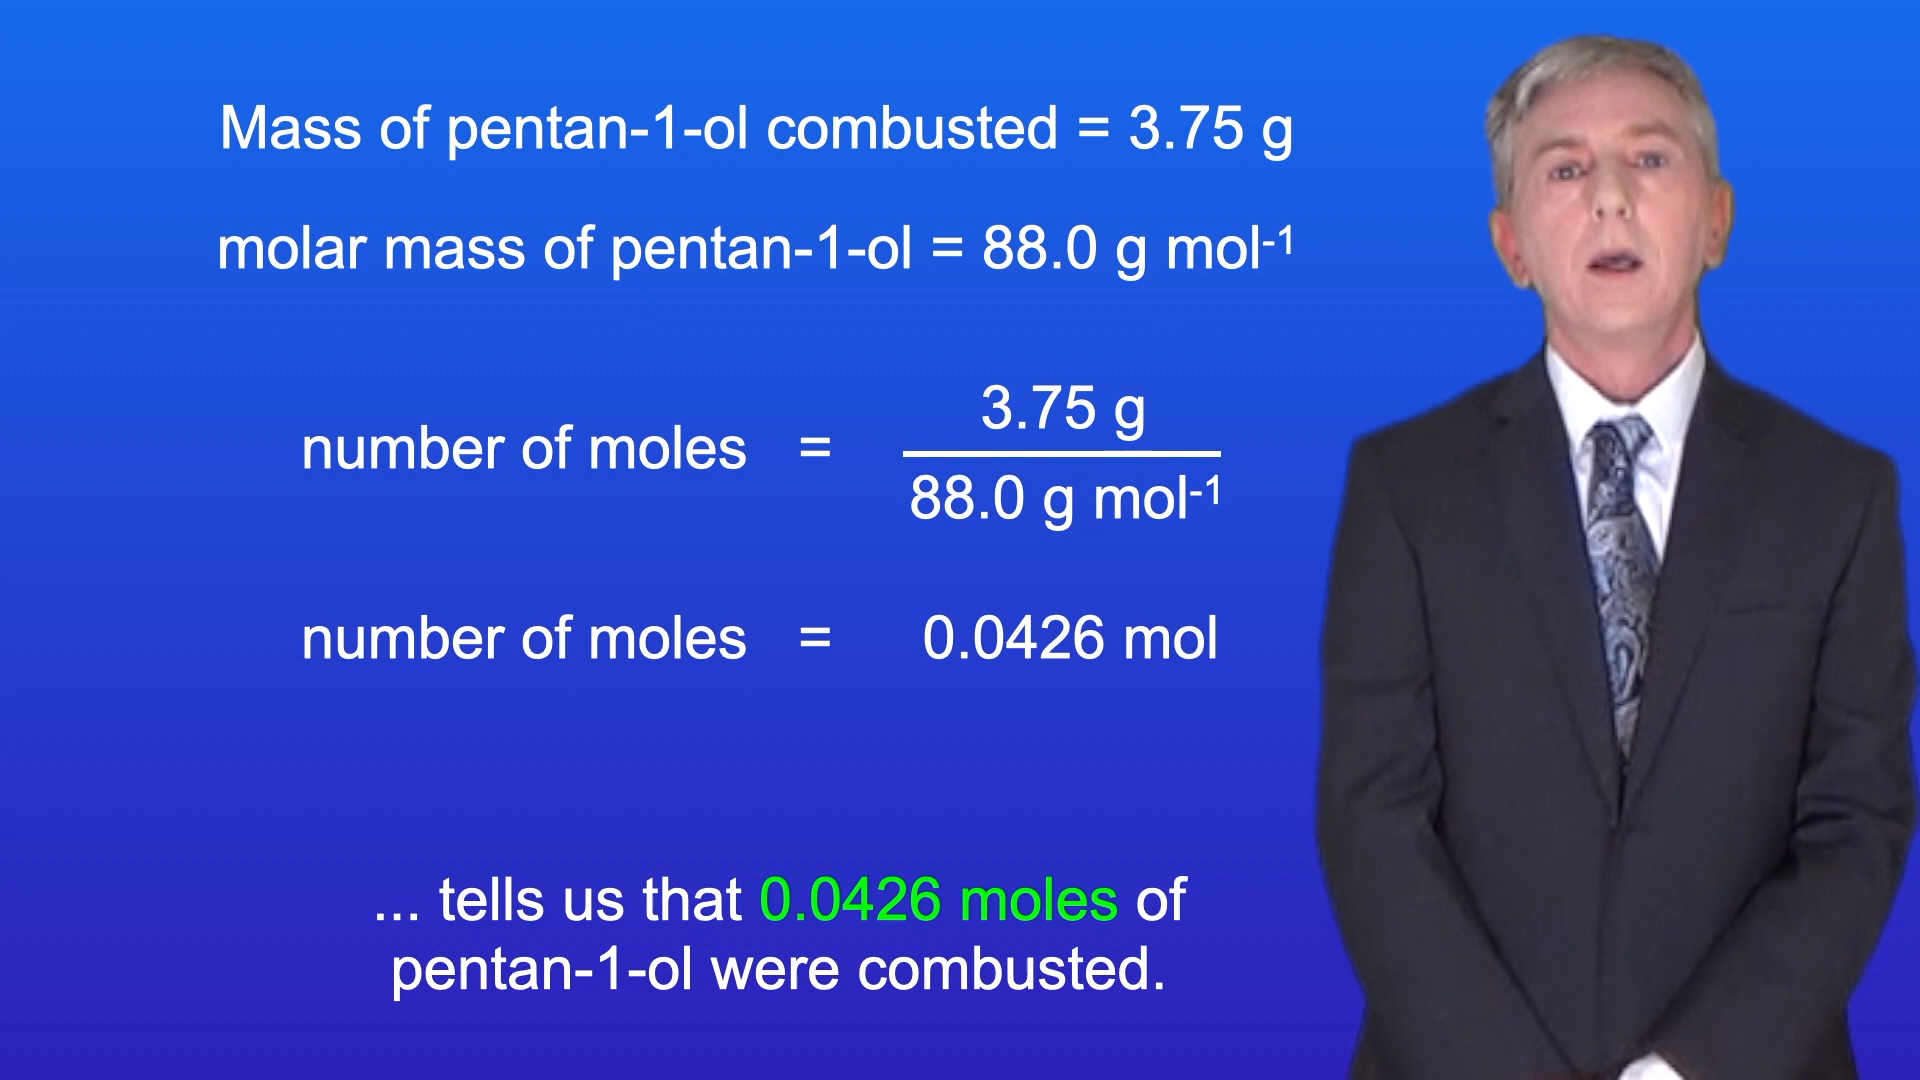 Mass of pentan-1-ol combusted = 3.75 g
molar mass of pentan-1-ol = 88.0 g mol⁻¹
number of moles = 3.75 g / 88.0 g mol⁻¹
number of moles = 0.0426 mol
... tells us that 0.0426 moles of
pentan-1-ol were combusted.